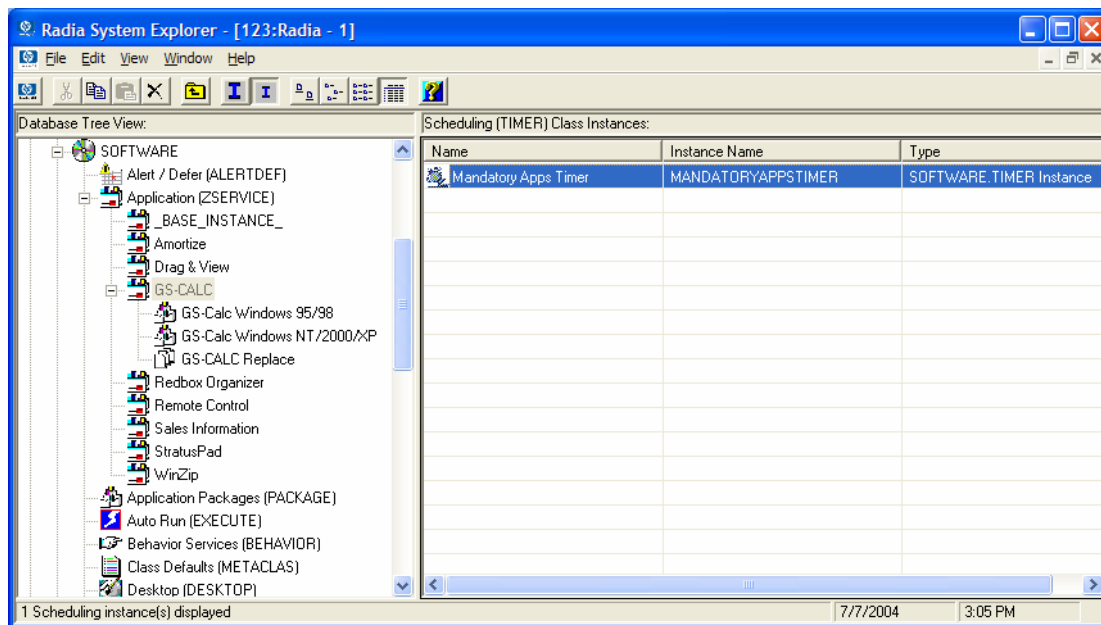 Radia System Explorer - [123:Radia - 1]
File Edit View Window Help
Database Tree View:
Scheduling (TIMER) Class Instances:
SOFTWARE
Alert / Defer (ALERTDEF)
Application (ZSERVICE)
_BASE_INSTANCE_
Amortize
Drag & View
GS-CALC
GS-Calc Windows 95/98
GS-Calc Windows NT/2000/XP
GS-CALC Replace
Redbox Organizer
Remote Control
Sales Information
StratusPad
WinZip
Application Packages (PACKAGE)
Auto Run (EXECUTE)
Behavior Services (BEHAVIOR)
Class Defaults (METACLAS)
Desktop (DESKTOP)
Name Instance Name Type
Mandatory Apps Timer MANDATORYAPPSTIMER SOFTWARE.TIMER Instance
1 Scheduling instance(s) displayed 7/7/2004 3:05 PM